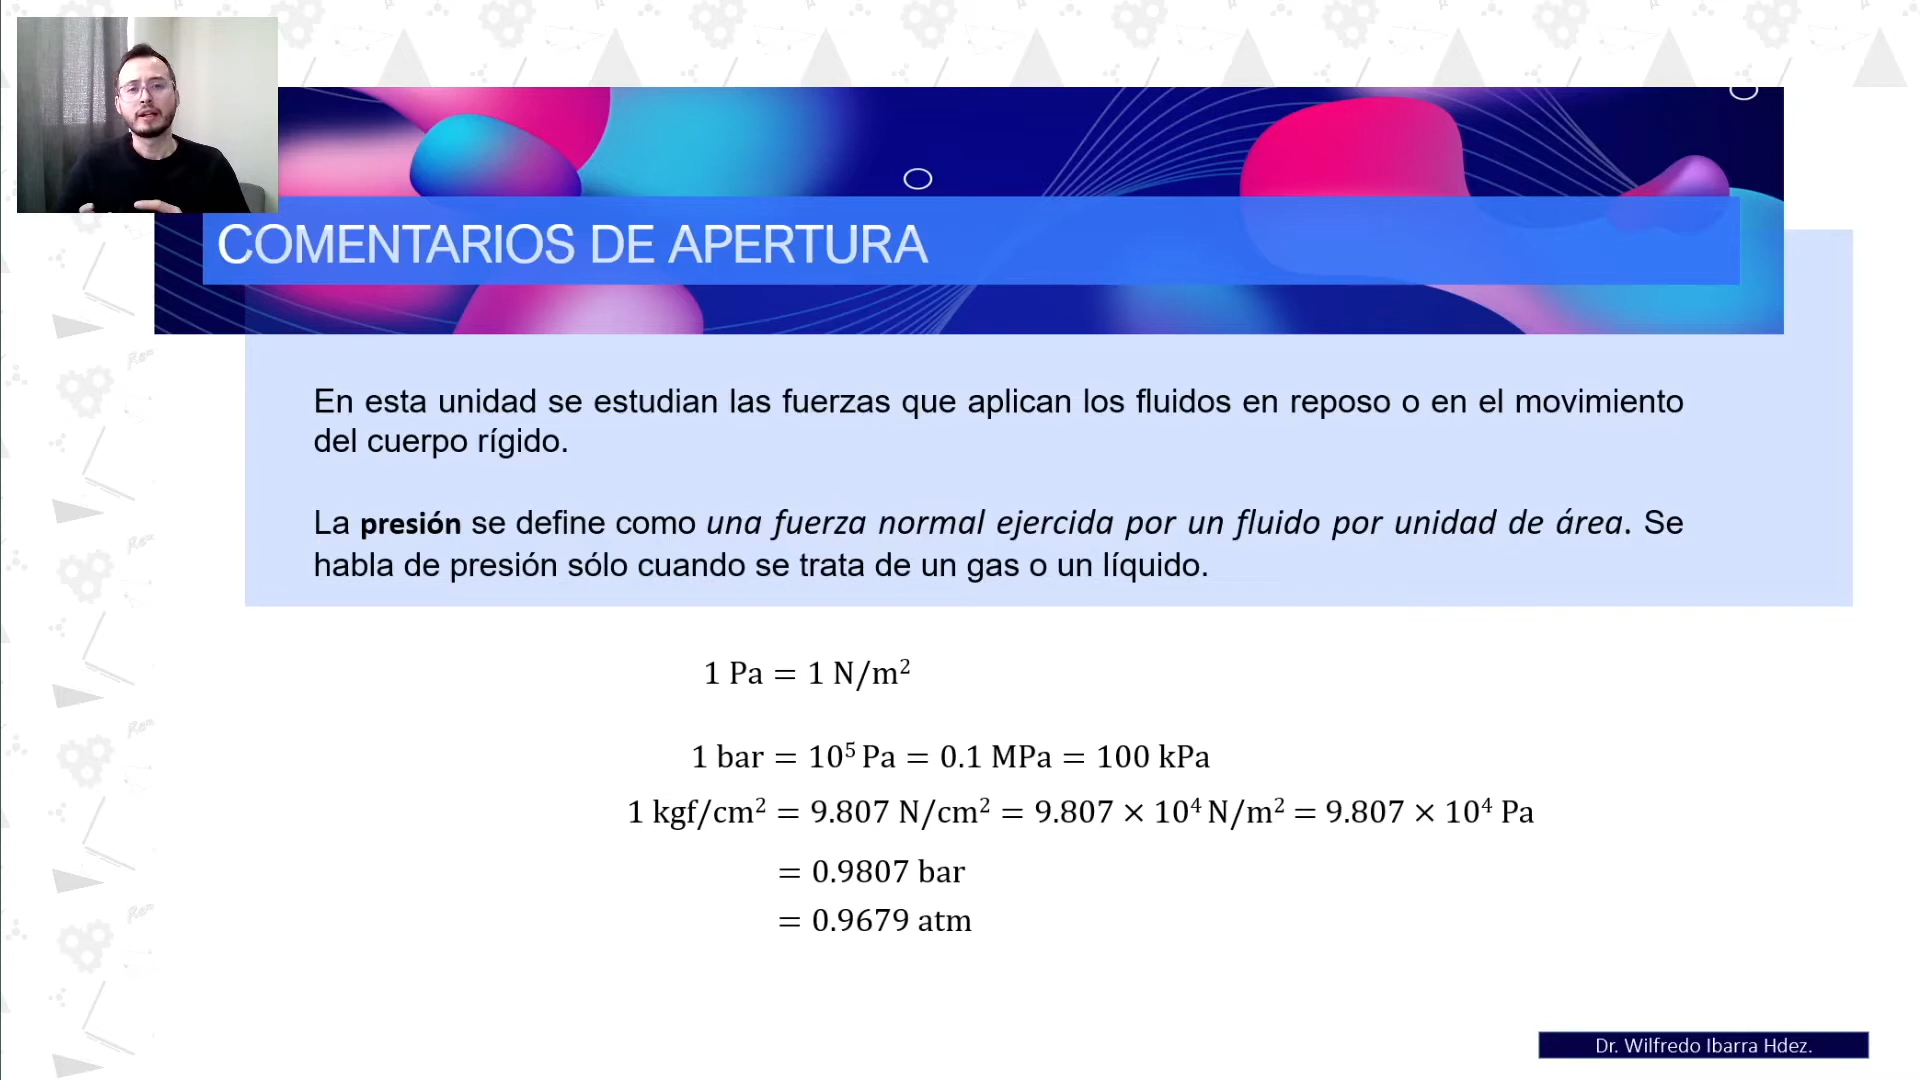 COMENTARIOS DE APERTURA
En esta unidad se estudian las fuerzas que aplican los fluidos en reposo o en el movimiento
del cuerpo rígido.
La presión se define como una fuerza normal ejercida por un fluido por unidad de área. Se
habla de presión sólo cuando se trata de un gas o un líquido.
1 Pa = 1 N/m²
1 bar = 10⁵ Pa = 0.1 MPa = 100 kPa
1 kgf/cm² = 9.807 N/cm² = 9.807 × 10⁴ N/m² = 9.807 × 10⁴ Pa
= 0.9807 bar
= 0.9679 atm
Dr. Wilfredo Ibarra Hdez.